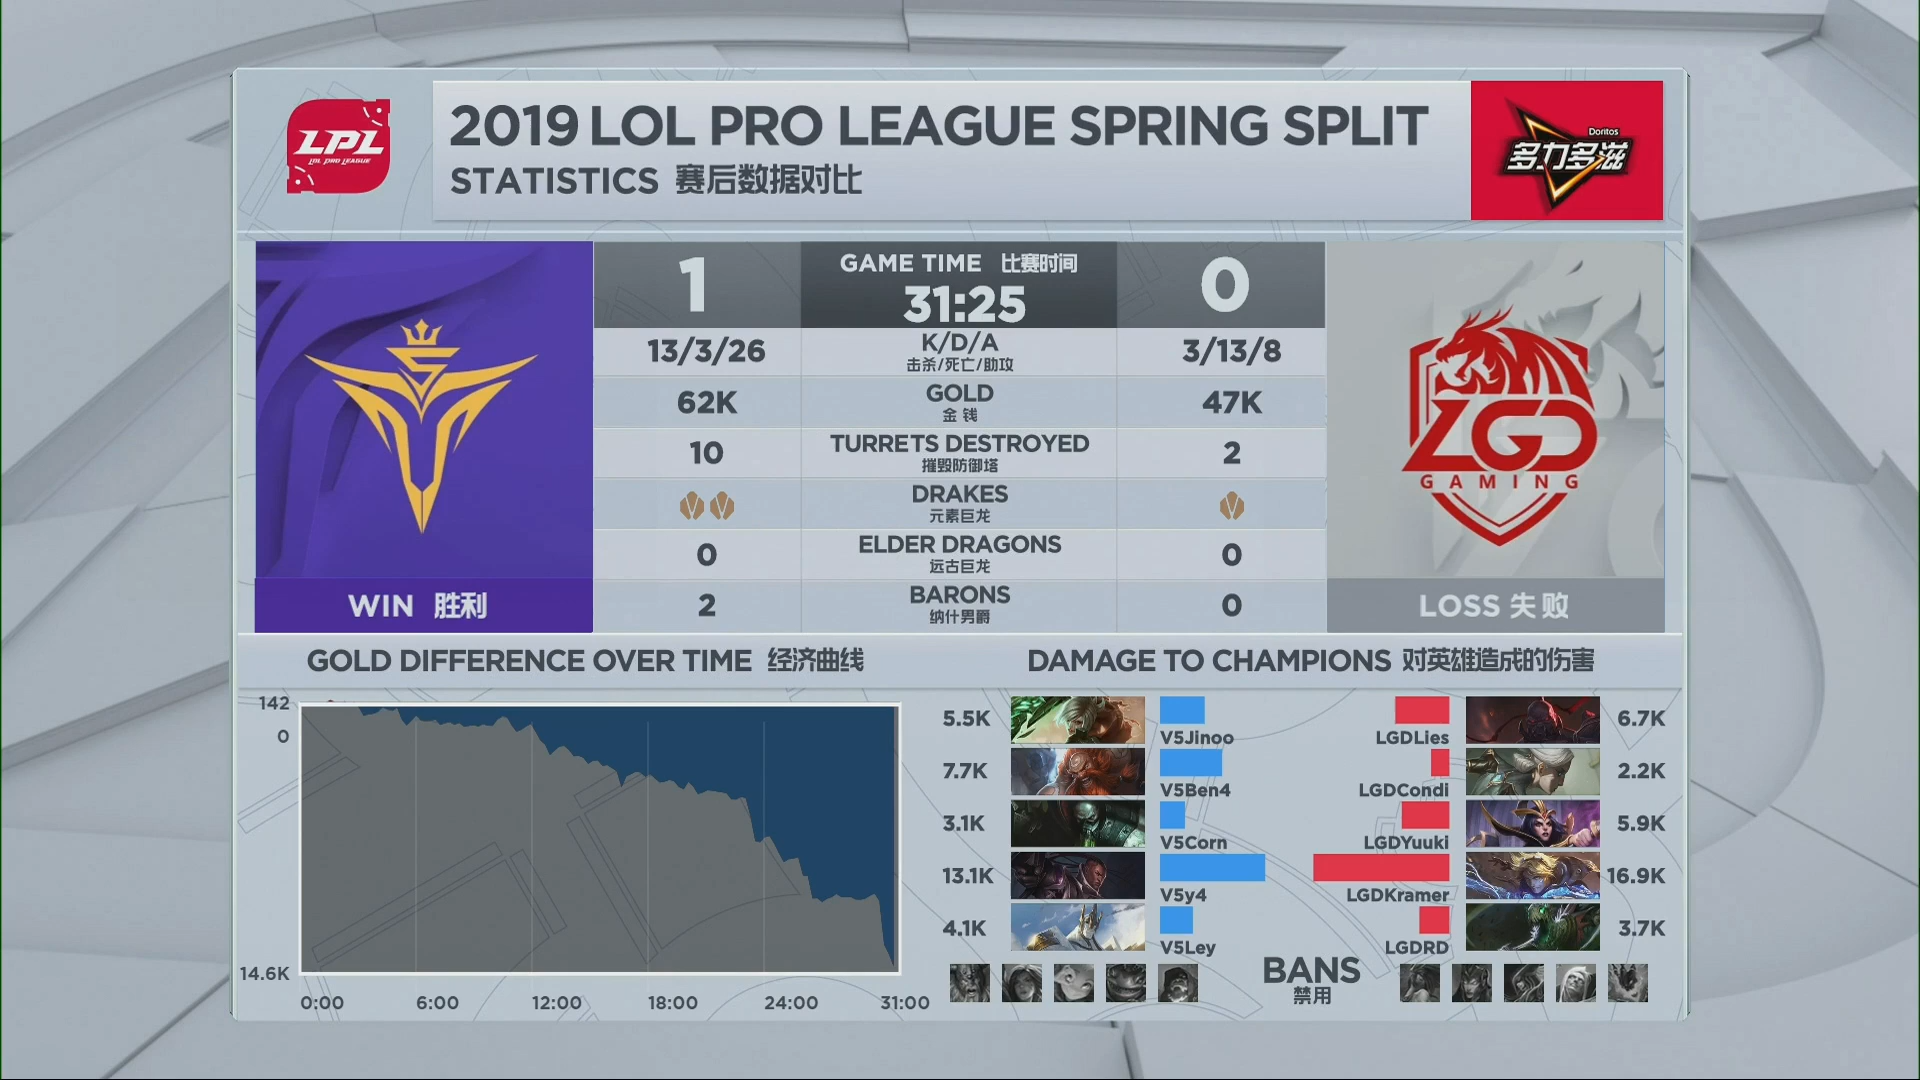 LPL
LOL PRO LEAGUE
2019 LOL PRO LEAGUE SPRING SPLIT
STATISTICS 赛后数据对比
Doritos
多力多滋
1
GAME TIME 比赛时间
31:25
0
13/3/26
K/D/A
击杀/死亡/助攻
3/13/8
62K
GOLD
金 钱
47K
10
TURRETS DESTROYED
摧毁防御塔
2
DRAKES
元素巨龙
0
ELDER DRAGONS
远古巨龙
0
2
BARONS
纳什男爵
0
WIN 胜利
LGD
GAMING
LOSS 失败
GOLD DIFFERENCE OVER TIME 经济曲线
142
0
14.6K
0:00 6:00 12:00 18:00 24:00 31:00
DAMAGE TO CHAMPIONS 对英雄造成的伤害
5.5K V5Jinoo LGDLies 6.7K
7.7K V5Ben4 LGDCondi 2.2K
3.1K V5Corn LGDYuuki 5.9K
13.1K V5y4 LGDKramer 16.9K
4.1K V5Ley LGDRD 3.7K
BANS
禁用